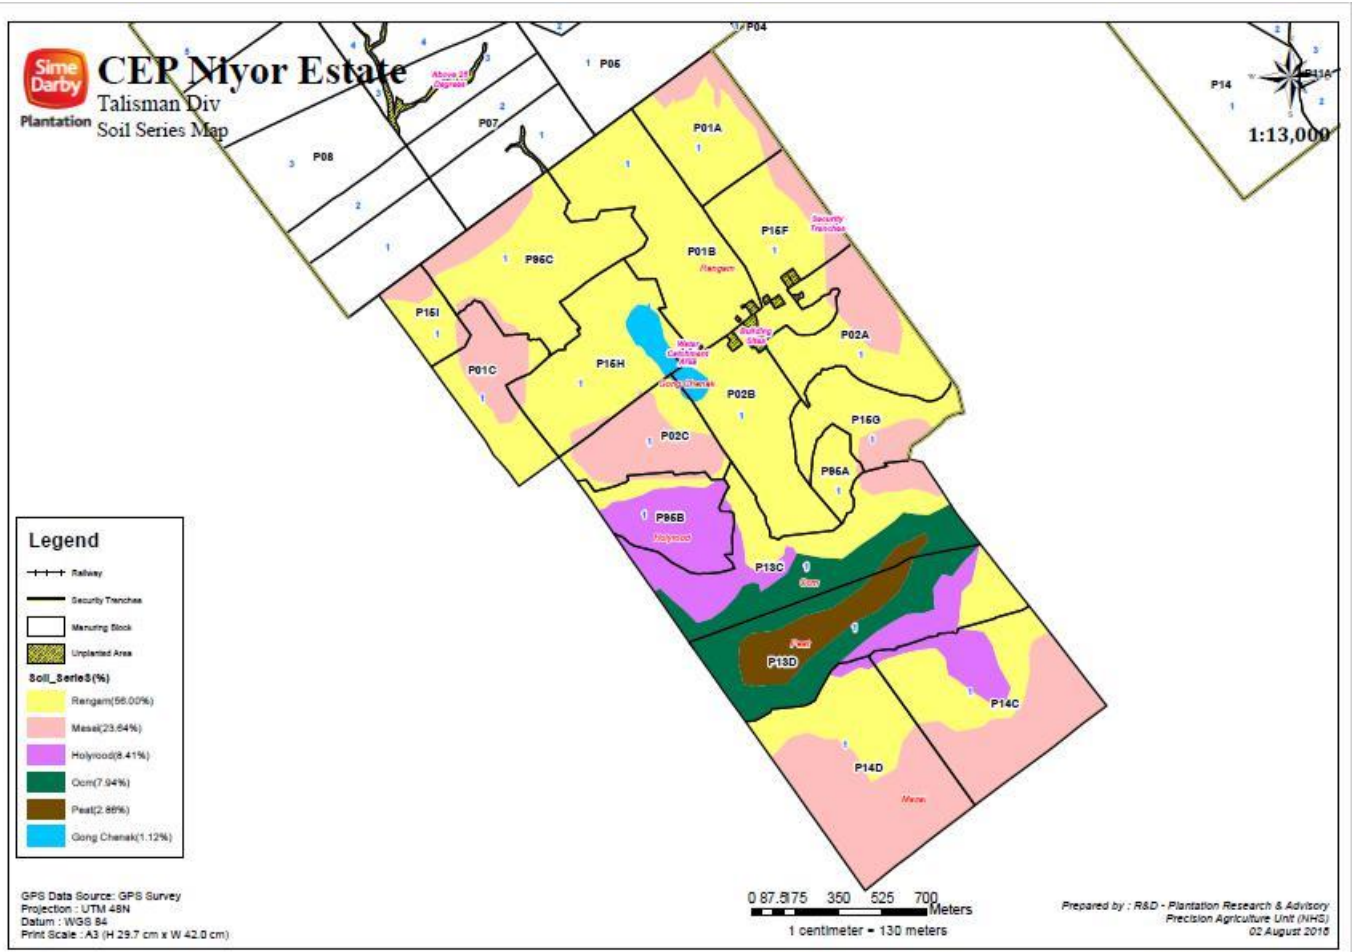 Sime
Darby
Plantation
CEP Niyor Estate
Talisman Div
Soil Series Map
1:13,000
N
W
S
P04
P05
P07
P08
P14
P11A
Above 25
Degrees
P01A
P15F
Security
Trenches
P01B
Rengam
P95C
P15I
P01C
P15H
Water
Catchment
Area
Building
Sites
Gong Chenak
P02A
P02B
P02C
P15G
P95A
P95B
Holyrood
P13C
Ocm
Peat
P13D
P14C
P14D
Masai
Legend
Railway
Security Trenches
Manuring Block
Unplanted Area
Soil_SerieS(%)
Rengam(56.00%)
Masai(23.64%)
Holyrood(8.41%)
Ocm(7.94%)
Peat(2.86%)
Gong Chenak(1.12%)
GPS Data Source: GPS Survey
Projection : UTM 48N
Datum : WGS 84
Print Scale : A3 (H 29.7 cm x W 42.0 cm)
0 87.5175 350 525 700
Meters
1 centimeter = 130 meters
Prepared by : R&D - Plantation Research & Advisory
Precision Agriculture Unit (NHS)
02 August 2016